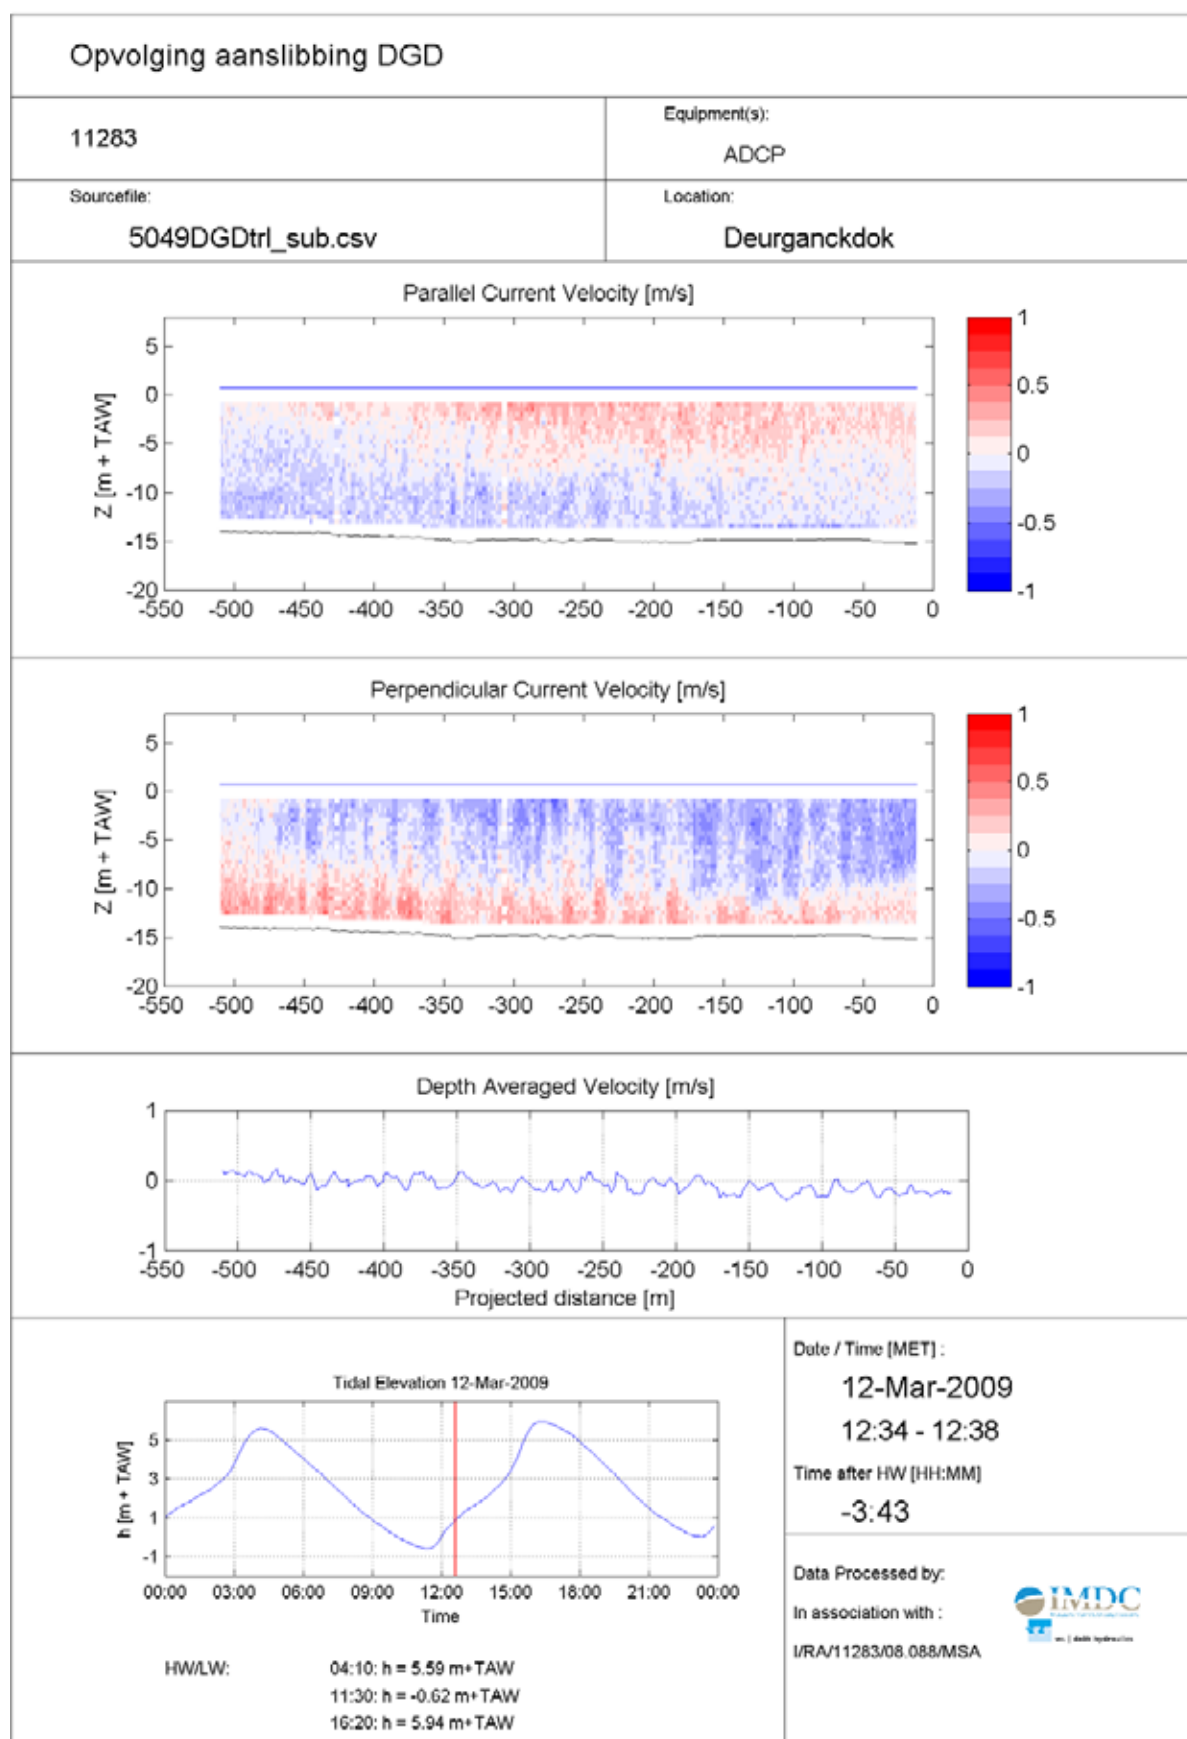 Opvolging aanslibbing DGD
11283
Equipment(s):
ADCP
Sourcefile:
5049DGDtrl_sub.csv
Location:
Deurganckdok
Parallel Current Velocity [m/s]
Z [m + TAW]
5
0
-5
-10
-15
-20
-550 -500 -450 -400 -350 -300 -250 -200 -150 -100 -50 0
1
0.5
0
-0.5
-1
Perpendicular Current Velocity [m/s]
Z [m + TAW]
5
0
-5
-10
-15
-20
-550 -500 -450 -400 -350 -300 -250 -200 -150 -100 -50 0
1
0.5
0
-0.5
-1
Depth Averaged Velocity [m/s]
1
0
-1
-550 -500 -450 -400 -350 -300 -250 -200 -150 -100 -50 0
Projected distance [m]
Tidal Elevation 12-Mar-2009
h [m + TAW]
5
3
1
-1
00:00 03:00 06:00 09:00 12:00 15:00 18:00 21:00 00:00
Time
HW/LW:
04:10: h = 5.59 m+TAW
11:30: h = -0.62 m+TAW
16:20: h = 5.94 m+TAW
Date / Time [MET] :
12-Mar-2009
12:34 - 12:38
Time after HW [HH:MM]
-3:43
Data Processed by:
In association with :
I/RA/11283/08.088/MSA
IMDC
wl | delft hydraulics